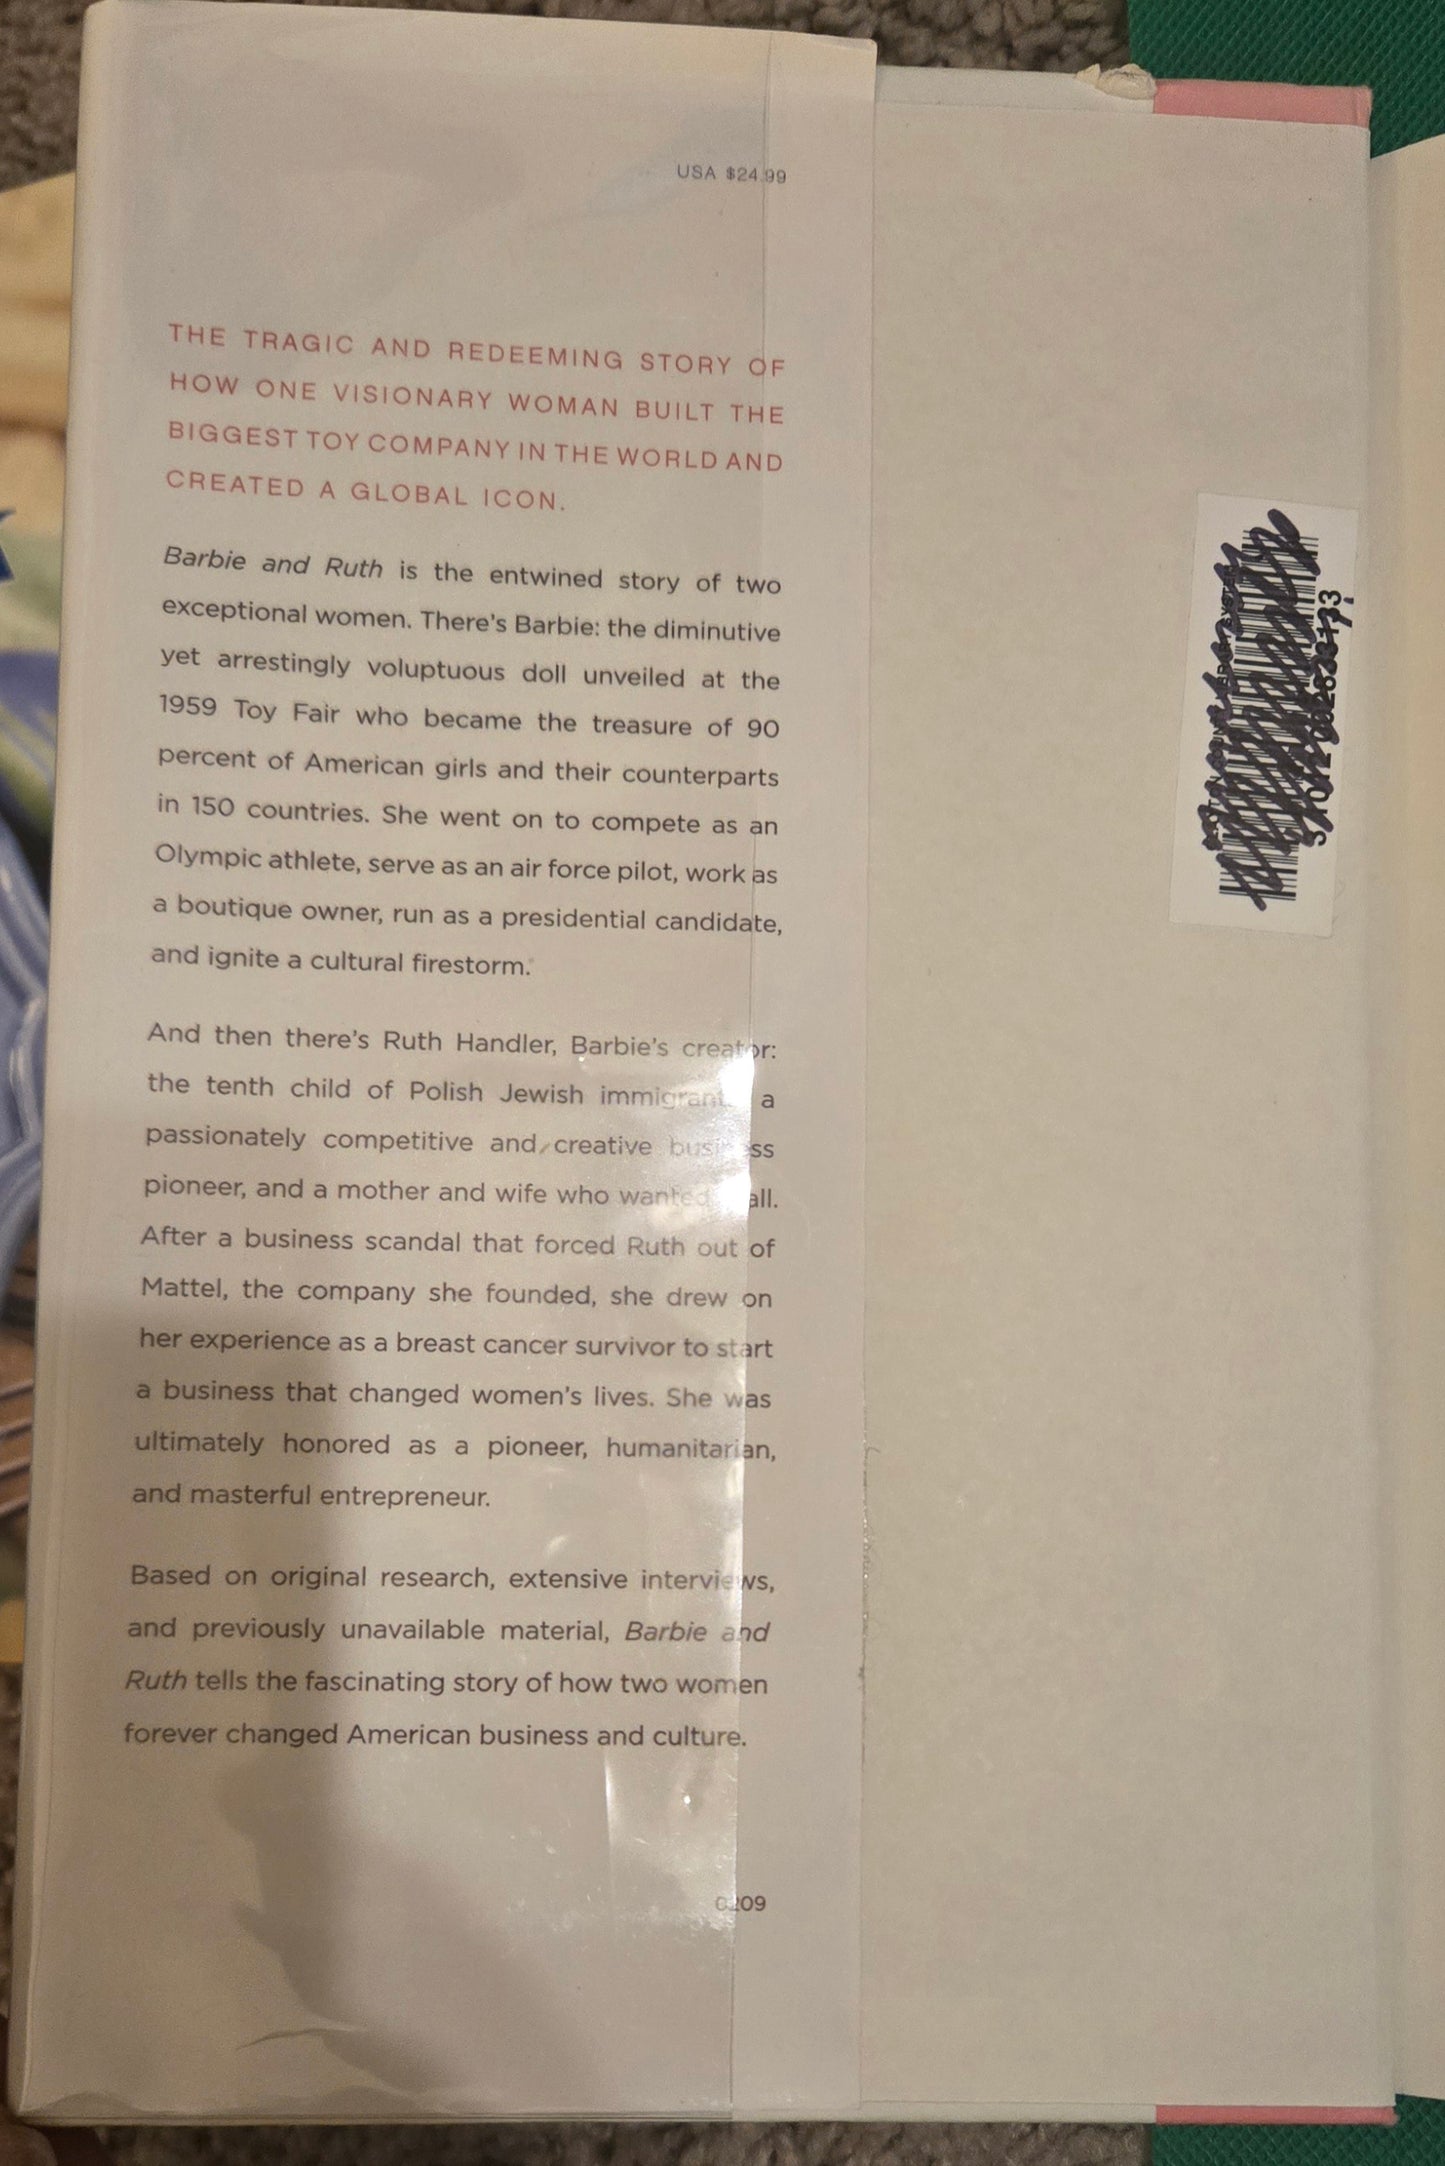 USA $24.99
THE TRAGIC AND REDEEMING STORY OF
HOW ONE VISIONARY WOMAN BUILT THE
BIGGEST TOY COMPANY IN THE WORLD AND
CREATED A GLOBAL ICON.
Barbie and Ruth is the entwined story of two
exceptional women. There's Barbie: the diminutive
yet arrestingly voluptuous doll unveiled at the
1959 Toy Fair who became the treasure of 90
percent of American girls and their counterparts
in 150 countries. She went on to compete as an
Olympic athlete, serve as an air force pilot, work as
a boutique owner, run as a presidential candidate,
and ignite a cultural firestorm.
And then there's Ruth Handler, Barbie's creator:
the tenth child of Polish Jewish immigrants, a
passionately competitive and creative business
pioneer, and a mother and wife who wanted all.
After a business scandal that forced Ruth out of
Mattel, the company she founded, she drew on
her experience as a breast cancer survivor to start
a business that changed women's lives. She was
ultimately honored as a pioneer, humanitarian,
and masterful entrepreneur.
Based on original research, extensive interviews,
and previously unavailable material, Barbie and
Ruth tells the fascinating story of how two women
forever changed American business and culture.
0209